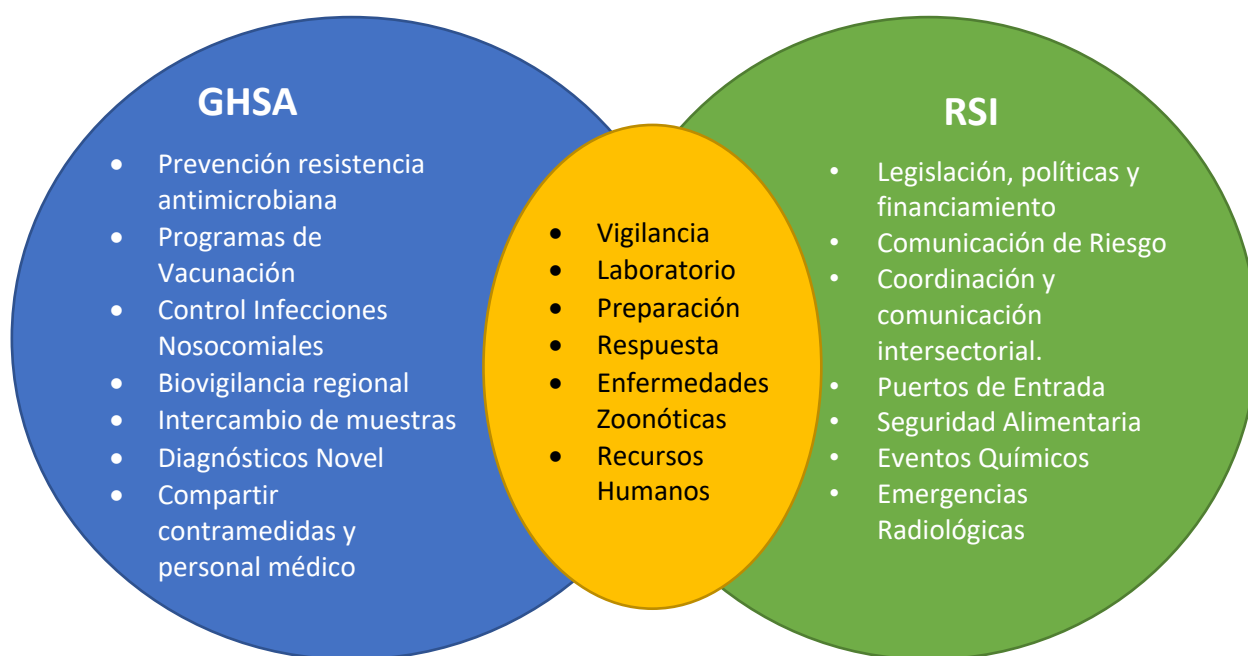 GHSA
• Prevención resistencia
antimicrobiana
• Programas de
Vacunación
• Control Infecciones
Nosocomiales
• Biovigilancia regional
• Intercambio de muestras
• Diagnósticos Novel
• Compartir
contramedidas y
personal médico
• Vigilancia
• Laboratorio
• Preparación
• Respuesta
• Enfermedades
Zoonóticas
• Recursos
Humanos
RSI
• Legislación, políticas y
financiamiento
• Comunicación de Riesgo
• Coordinación y
comunicación
intersectorial.
• Puertos de Entrada
• Seguridad Alimentaria
• Eventos Químicos
• Emergencias
Radiológicas